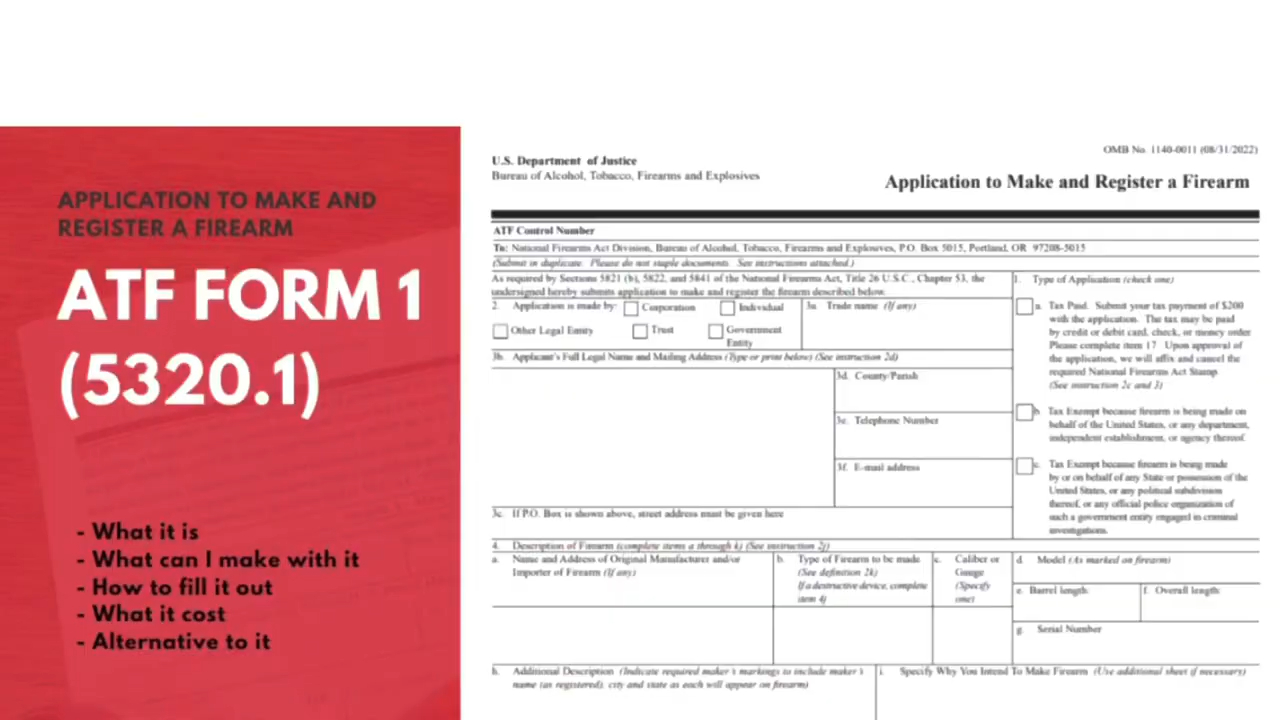 APPLICATION TO MAKE AND
REGISTER A FIREARM
ATF FORM 1
(5320.1)
- What it is
- What can I make with it
- How to fill it out
- What it cost
- Alternative to it
OMB No. 1140-0011 (08/31/2022)
U.S. Department of Justice
Bureau of Alcohol, Tobacco, Firearms and Explosives
Application to Make and Register a Firearm
ATF Control Number
To: National Firearms Act Division, Bureau of Alcohol, Tobacco, Firearms and Explosives, P.O. Box 5015, Portland, OR 97208-5015
(Submit in duplicate. Please do not staple documents. See instructions attached.)
As required by Sections 5821 (b), 5822, and 5841 of the National Firearms Act, Title 26 U.S.C., Chapter 53, the
undersigned hereby submits application to make and register the firearm described below.
2. Application is made by: Corporation Individual
Other Legal Entity Trust Government
Entity
3a. Trade name (If any)
3b. Applicant's Full Legal Name and Mailing Address (Type or print below) (See instruction 2d)
3d. County/Parish
3e. Telephone Number
3f. E-mail address
3c. If P.O. Box is shown above, street address must be given here
1. Type of Application (check one)
a. Tax Paid. Submit your tax payment of $200
with the application. The tax may be paid
by credit or debit card, check, or money order
Please complete item 17. Upon approval of
the application, we will affix and cancel the
required National Firearms Act Stamp.
(See instruction 2c and 3)
b. Tax Exempt because firearm is being made on
behalf of the United States, or any department,
independent establishment, or agency thereof.
c. Tax Exempt because firearm is being made
by or on behalf of any State or possession of the
United States, or any political subdivision
thereof, or any official police organization of
such a government entity engaged in criminal
investigations.
4. Description of Firearm (complete items a through k) (See instruction 2j)
a. Name and Address of Original Manufacturer and/or
Importer of Firearm (If any)
b. Type of Firearm to be made
(See definition 2k)
If a destructive device, complete
item 4j
c. Caliber or
Gauge
(Specify
one)
d. Model (As marked on firearm)
e. Barrel length:
f. Overall length:
g. Serial Number
h. Additional Description (Indicate required maker's markings to include maker's
name (as registered), city and state as each will appear on firearm)
i. Specify Why You Intend To Make Firearm (Use additional sheet if necessary)